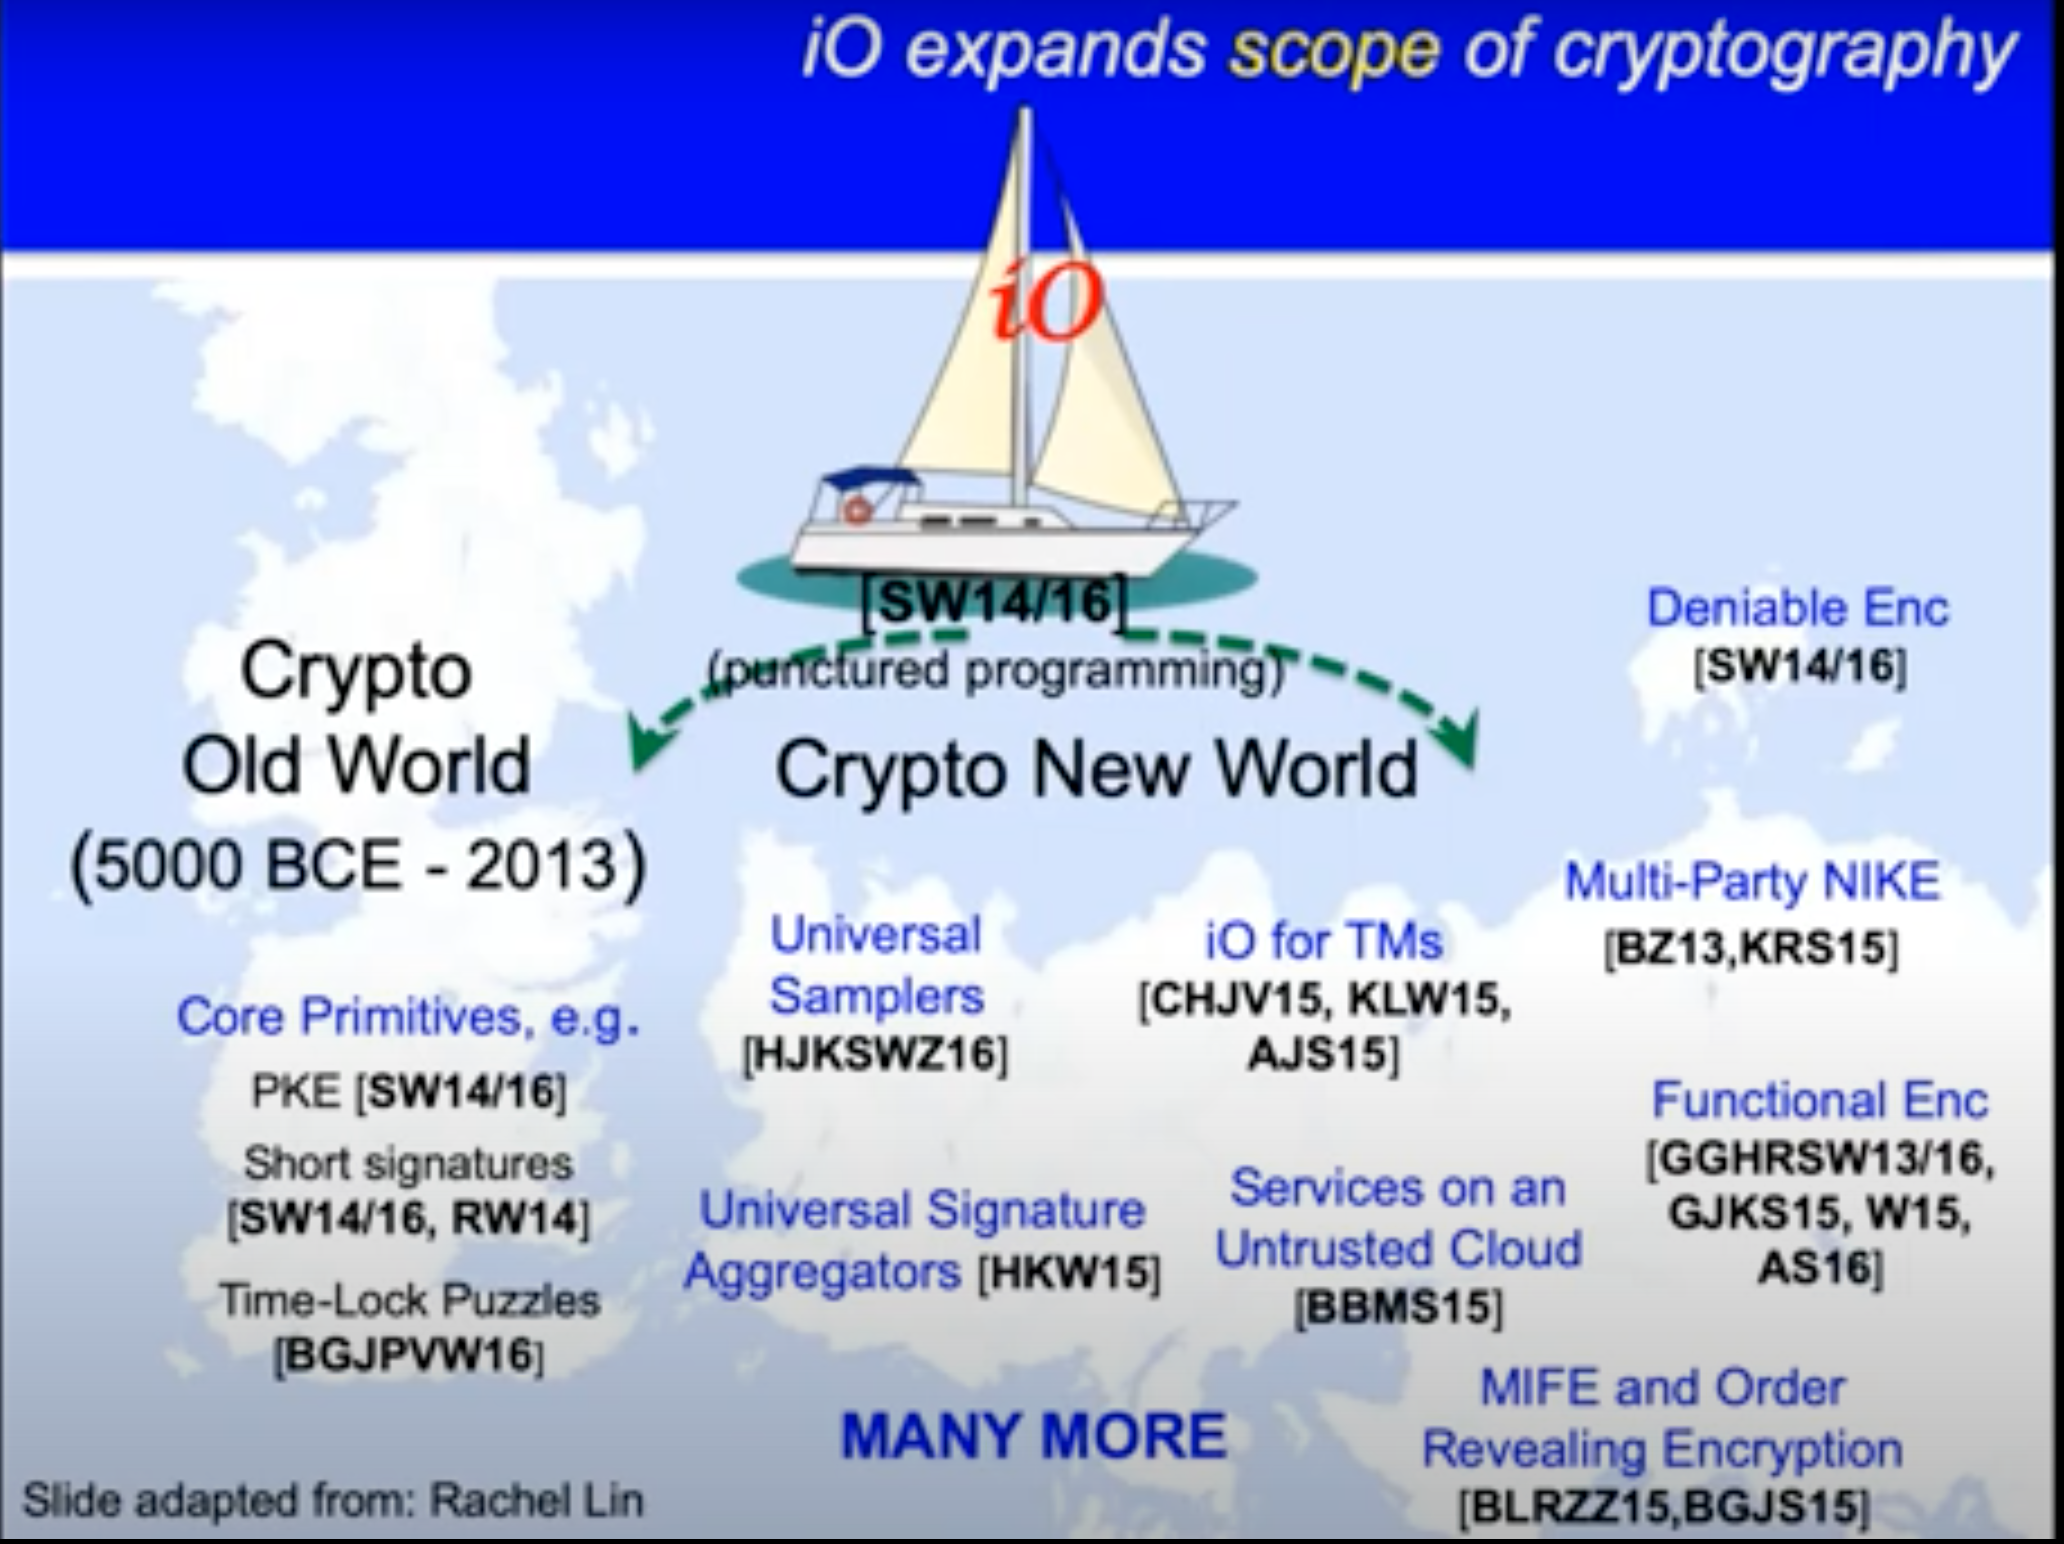 iO expands scope of cryptography
iO
[SW14/16]
(punctured programming)
Crypto
Old World
(5000 BCE - 2013)
Core Primitives, e.g.
PKE [SW14/16]
Short signatures
[SW14/16, RW14]
Time-Lock Puzzles
[BGJPVW16]
Crypto New World
Deniable Enc
[SW14/16]
Multi-Party NIKE
[BZ13,KRS15]
Universal
Samplers
[HJKSWZ16]
iO for TMs
[CHJV15, KLW15,
AJS15]
Functional Enc
[GGHRSW13/16,
GJKS15, W15,
AS16]
Universal Signature
Aggregators [HKW15]
Services on an
Untrusted Cloud
[BBMS15]
MIFE and Order
Revealing Encryption
[BLRZZ15,BGJS15]
MANY MORE
Slide adapted from: Rachel Lin